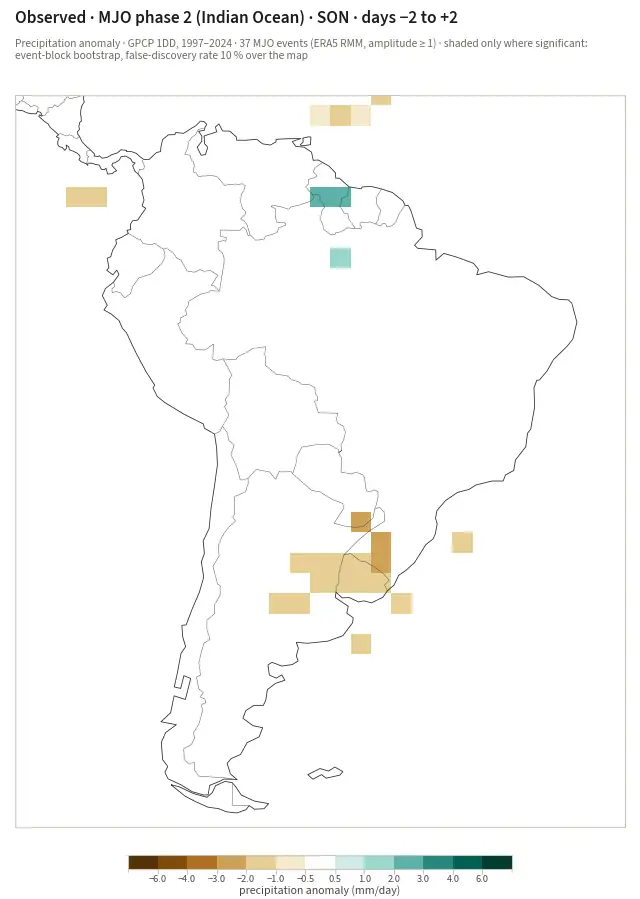 Observed · MJO phase 2 (Indian Ocean) · SON · days −2 to +2
Precipitation anomaly · GPCP 1DD, 1997–2024 · 37 MJO events (ERA5 RMM, amplitude ≥ 1) · shaded only where significant:
event-block bootstrap, false-discovery rate 10 % over the map
−6.0 −4.0 −3.0 −2.0 −1.0 −0.5 0.5 1.0 2.0 3.0 4.0 6.0
precipitation anomaly (mm/day)